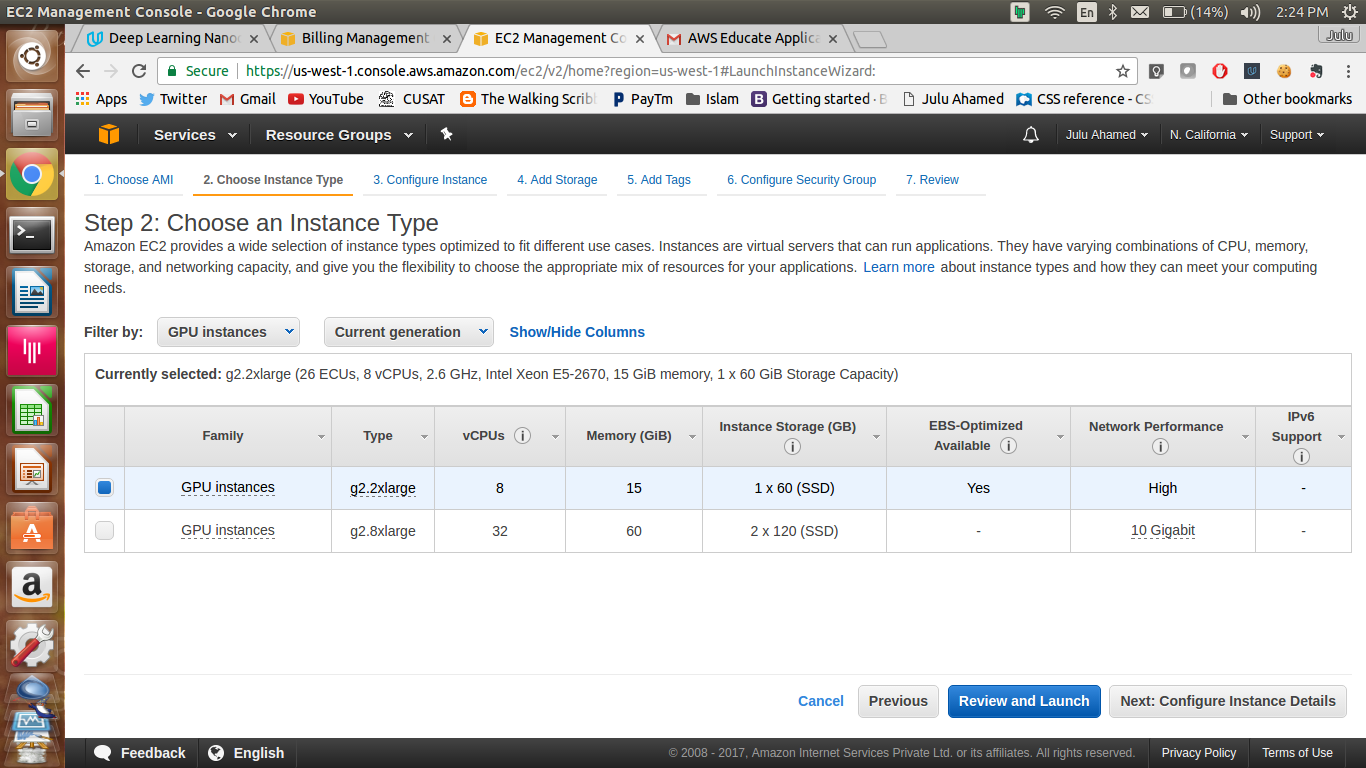 EC2 Management Console - Google Chrome
En (14%) 2:24 PM
Deep Learning Nano
Billing Management
EC2 Management Co
AWS Educate Applica
Julu
Secure https://us-west-1.console.aws.amazon.com/ec2/v2/home?region=us-west-1#LaunchInstanceWizard:
Apps Twitter Gmail YouTube CUSAT The Walking Scribb PayTm Islam Getting started · B Julu Ahamed CSS reference - CS Other bookmarks
Services Resource Groups Julu Ahamed N. California Support
1. Choose AMI 2. Choose Instance Type 3. Configure Instance 4. Add Storage 5. Add Tags 6. Configure Security Group 7. Review
Step 2: Choose an Instance Type
Amazon EC2 provides a wide selection of instance types optimized to fit different use cases. Instances are virtual servers that can run applications. They have varying combinations of CPU, memory,
storage, and networking capacity, and give you the flexibility to choose the appropriate mix of resources for your applications. Learn more about instance types and how they can meet your computing
needs.
Filter by: GPU instances Current generation Show/Hide Columns
Currently selected: g2.2xlarge (26 ECUs, 8 vCPUs, 2.6 GHz, Intel Xeon E5-2670, 15 GiB memory, 1 x 60 GiB Storage Capacity)
Family Type vCPUs Memory (GiB) Instance Storage (GB) EBS-Optimized Available Network Performance IPv6 Support
GPU instances g2.2xlarge 8 15 1 x 60 (SSD) Yes High -
GPU instances g2.8xlarge 32 60 2 x 120 (SSD) - 10 Gigabit -
Cancel Previous Review and Launch Next: Configure Instance Details
Feedback English © 2008 - 2017, Amazon Internet Services Private Ltd. or its affiliates. All rights reserved. Privacy Policy Terms of Use